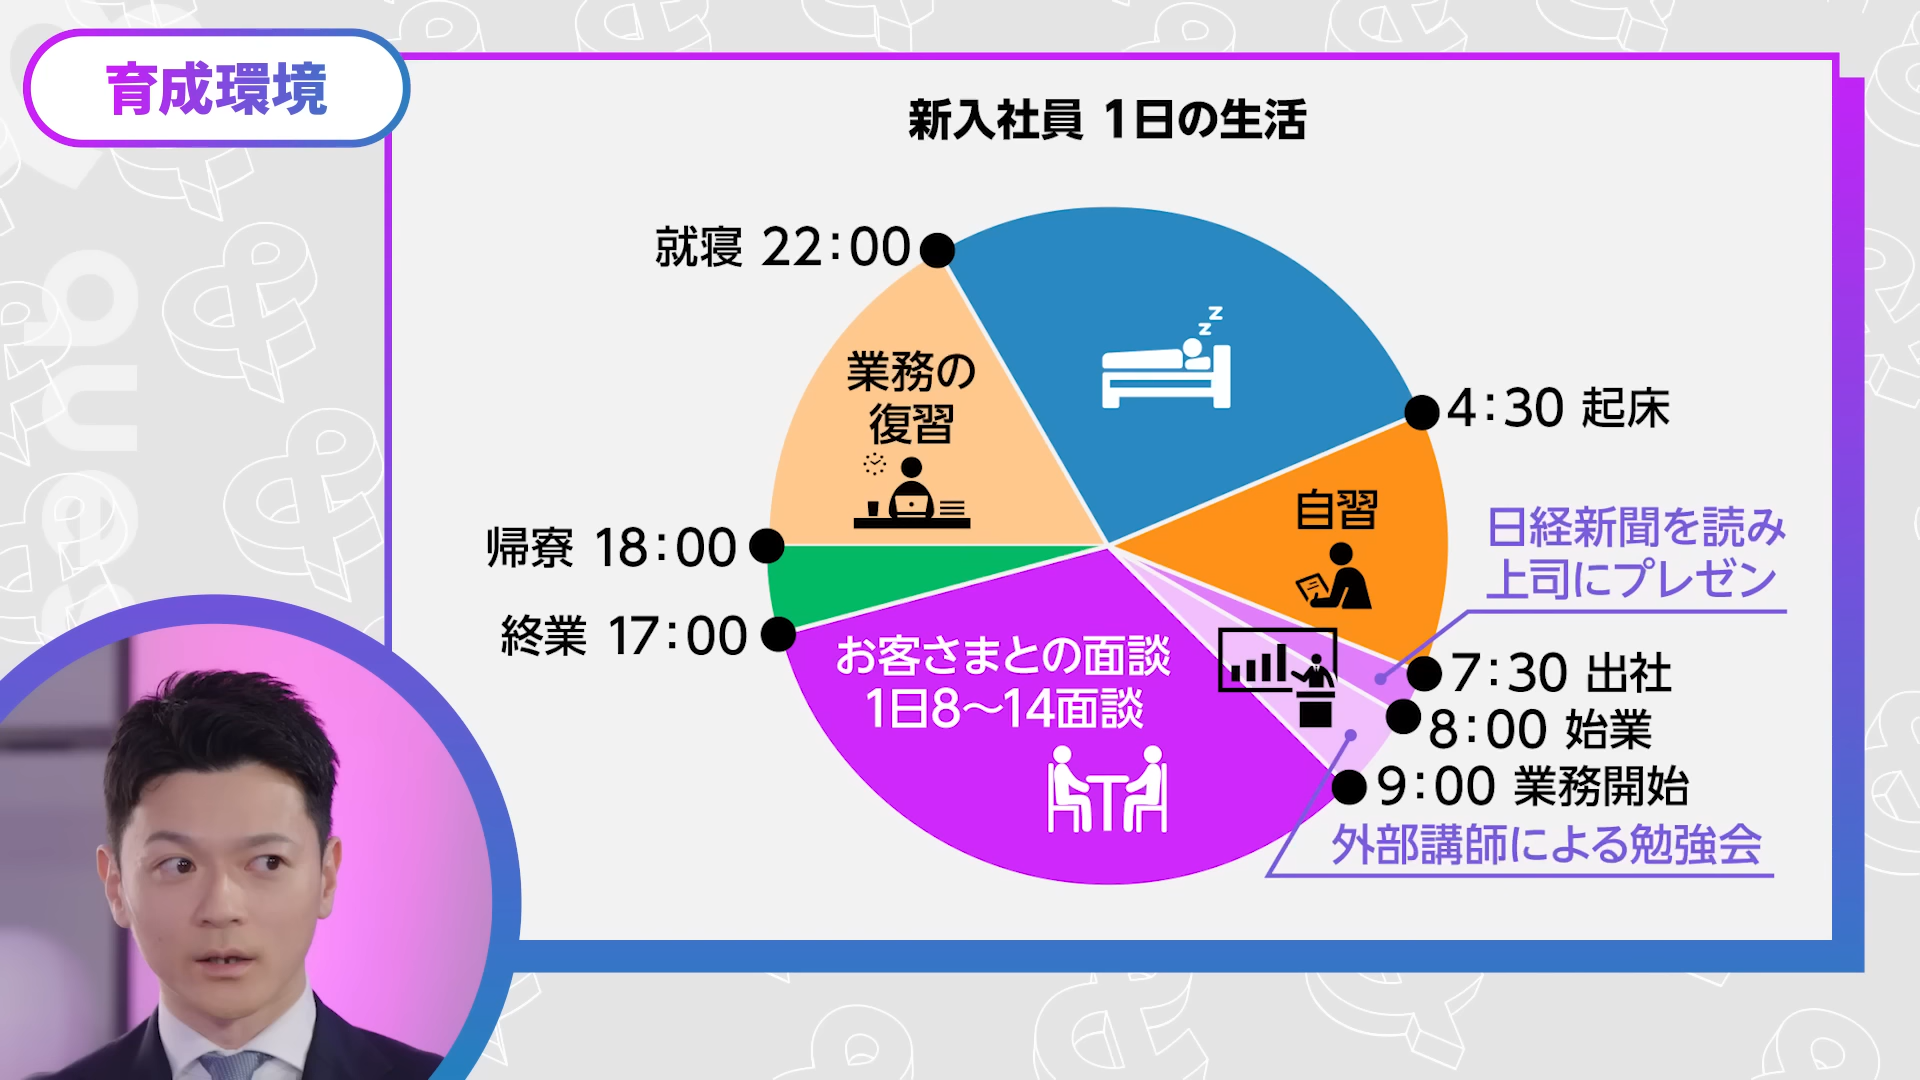 育成環境
新入社員 1日の生活
就寝 22:00
4:30 起床
業務の
復習
自習
日経新聞を読み
上司にプレゼン
帰寮 18:00
終業 17:00
お客さまとの面談
1日8～14面談
7:30 出社
8:00 始業
9:00 業務開始
外部講師による勉強会
z
z